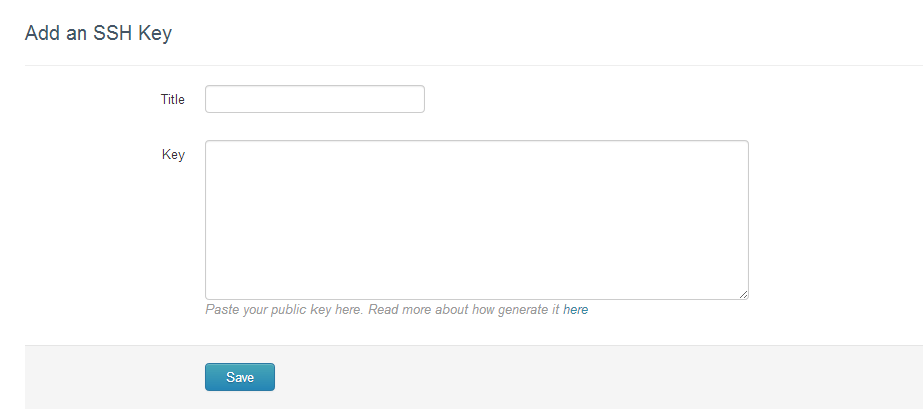 Add an SSH Key
Title
Key
Paste your public key here. Read more about how generate it here
Save